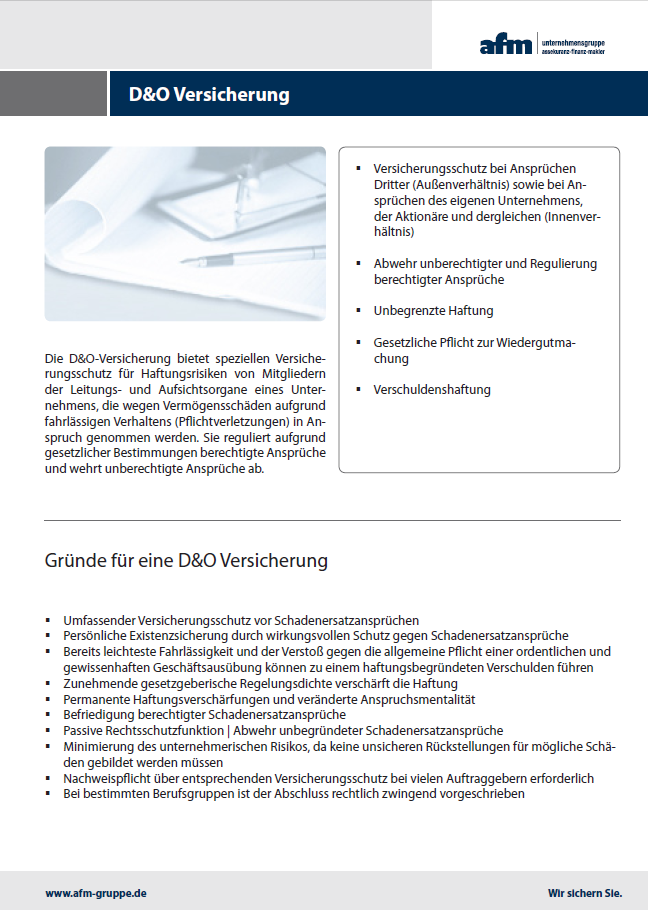 afm
unternehmensgruppe
assekuranz-finanz-makler
D&O Versicherung
Die D&O-Versicherung bietet speziellen Versiche-
rungsschutz für Haftungsrisiken von Mitgliedern
der Leitungs- und Aufsichtsorgane eines Unter-
nehmens, die wegen Vermögensschäden aufgrund
fahrlässigen Verhaltens (Pflichtverletzungen) in An-
spruch genommen werden. Sie reguliert aufgrund
gesetzlicher Bestimmungen berechtigte Ansprüche
und wehrt unberechtigte Ansprüche ab.
▪ Versicherungsschutz bei Ansprüchen
Dritter (Außenverhältnis) sowie bei An-
sprüchen des eigenen Unternehmens,
der Aktionäre und dergleichen (Innenver-
hältnis)
▪ Abwehr unberechtigter und Regulierung
berechtigter Ansprüche
▪ Unbegrenzte Haftung
▪ Gesetzliche Pflicht zur Wiedergutma-
chung
▪ Verschuldenshaftung
Gründe für eine D&O Versicherung
▪ Umfassender Versicherungsschutz vor Schadenersatzansprüchen
▪ Persönliche Existenzsicherung durch wirkungsvollen Schutz gegen Schadenersatzansprüche
▪ Bereits leichteste Fahrlässigkeit und der Verstoß gegen die allgemeine Pflicht einer ordentlichen und
gewissenhaften Geschäftsausübung können zu einem haftungsbegründeten Verschulden führen
▪ Zunehmende gesetzgeberische Regelungsdichte verschärft die Haftung
▪ Permanente Haftungsverschärfungen und veränderte Anspruchsmentalität
▪ Befriedigung berechtigter Schadenersatzansprüche
▪ Passive Rechtsschutzfunktion | Abwehr unbegründeter Schadenersatzansprüche
▪ Minimierung des unternehmerischen Risikos, da keine unsicheren Rückstellungen für mögliche Schä-
den gebildet werden müssen
▪ Nachweispflicht über entsprechenden Versicherungsschutz bei vielen Auftraggebern erforderlich
▪ Bei bestimmten Berufsgruppen ist der Abschluss rechtlich zwingend vorgeschrieben
www.afm-gruppe.de
Wir sichern Sie.